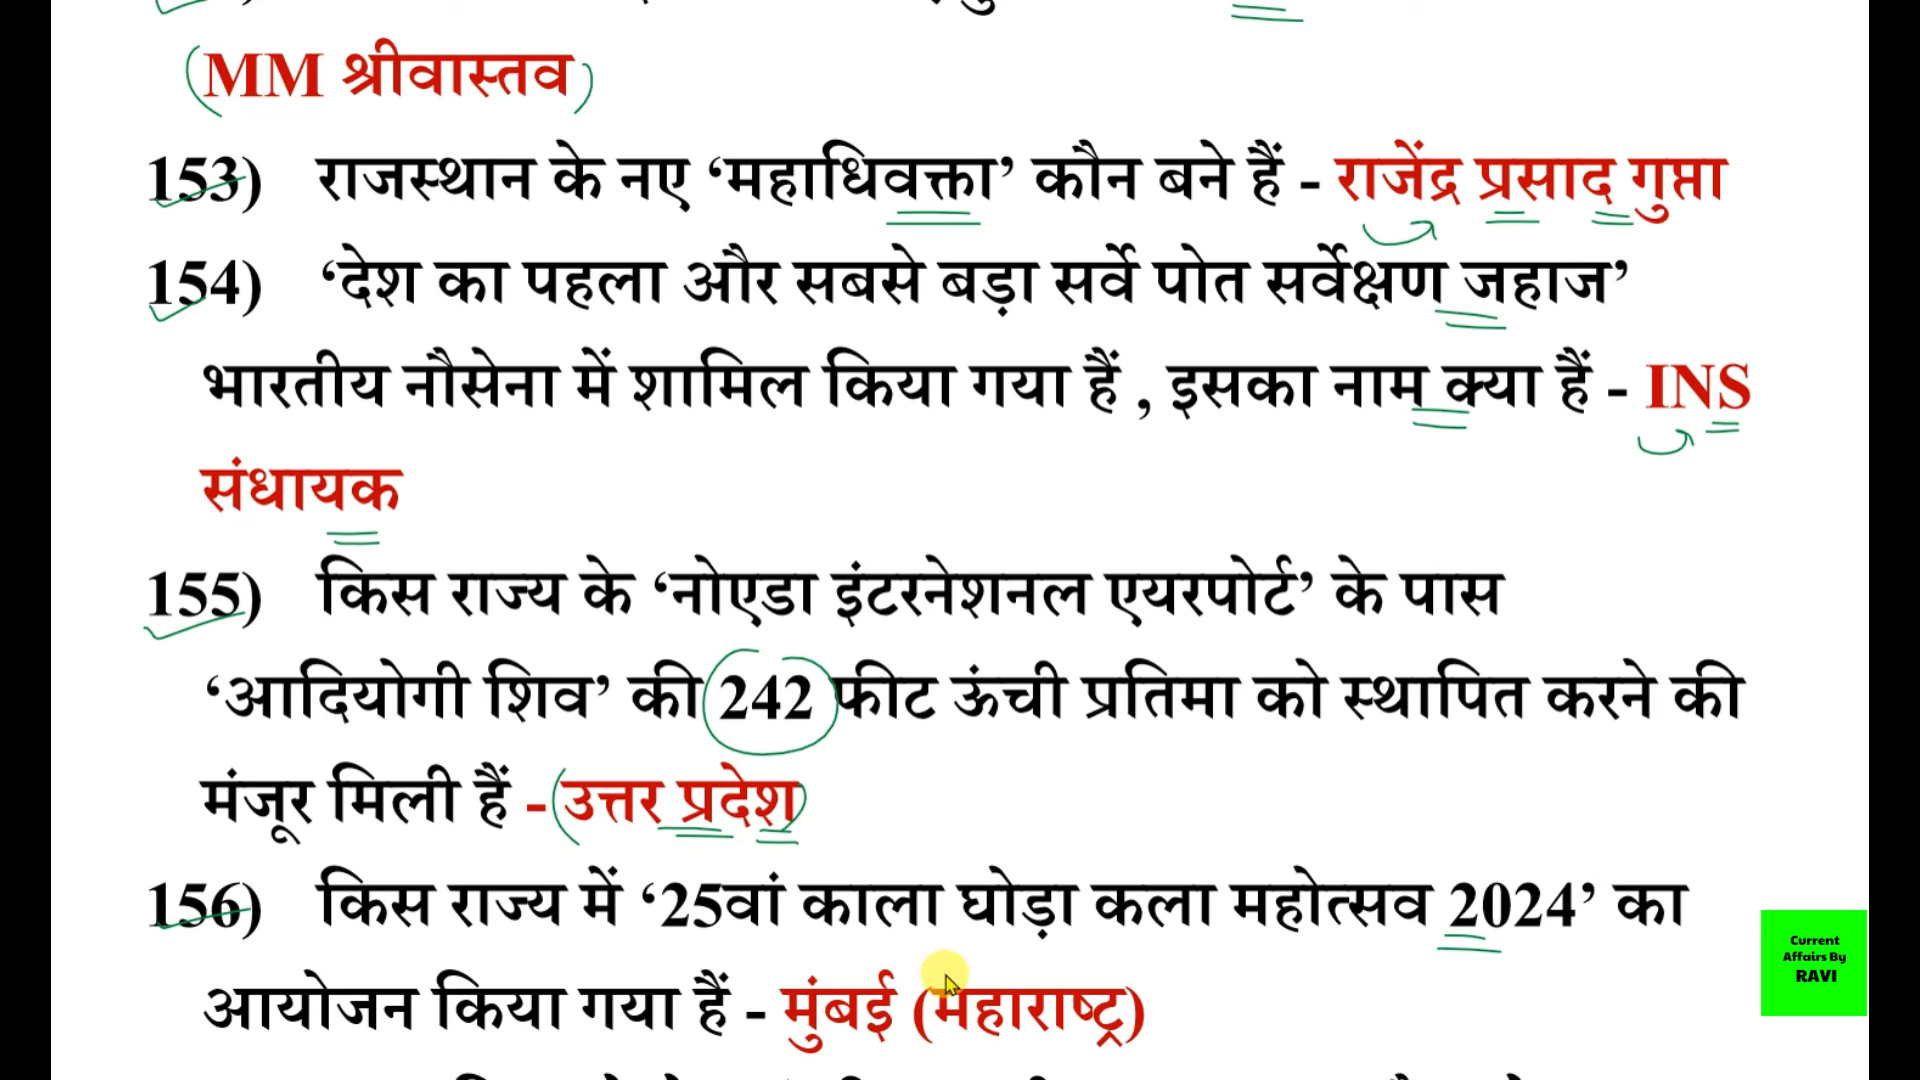 (MM श्रीवास्तव)
153) राजस्थान के नए ‘महाधिवक्ता’ कौन बने हैं - राजेंद्र प्रसाद गुप्ता
154) ‘देश का पहला और सबसे बड़ा सर्वे पोत सर्वेक्षण जहाज’
भारतीय नौसेना में शामिल किया गया हैं , इसका नाम क्या हैं - INS
संधायक
155) किस राज्य के ‘नोएडा इंटरनेशनल एयरपोर्ट’ के पास
‘आदियोगी शिव’ की 242 फीट ऊंची प्रतिमा को स्थापित करने की
मंजूर मिली हैं - (उत्तर प्रदेश)
156) किस राज्य में ‘25वां काला घोड़ा कला महोत्सव 2024’ का
आयोजन किया गया हैं - मुंबई (महाराष्ट्र)
Current
Affairs By
RAVI